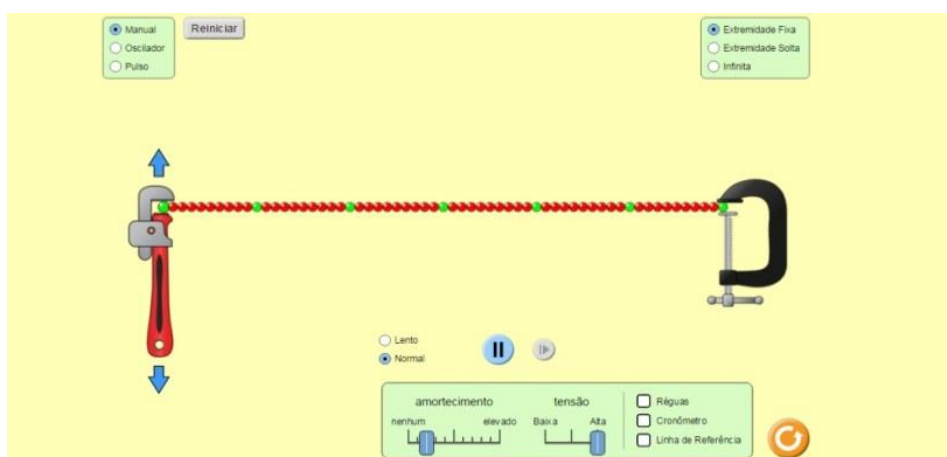 Manual
Oscilador
Pulso
Reiniciar
Extremidade Fixa
Extremidade Solta
Infinita
Lento
Normal
amortecimento
nenhum
elevado
tensão
Baixa
Alta
Réguas
Cronômetro
Linha de Referência